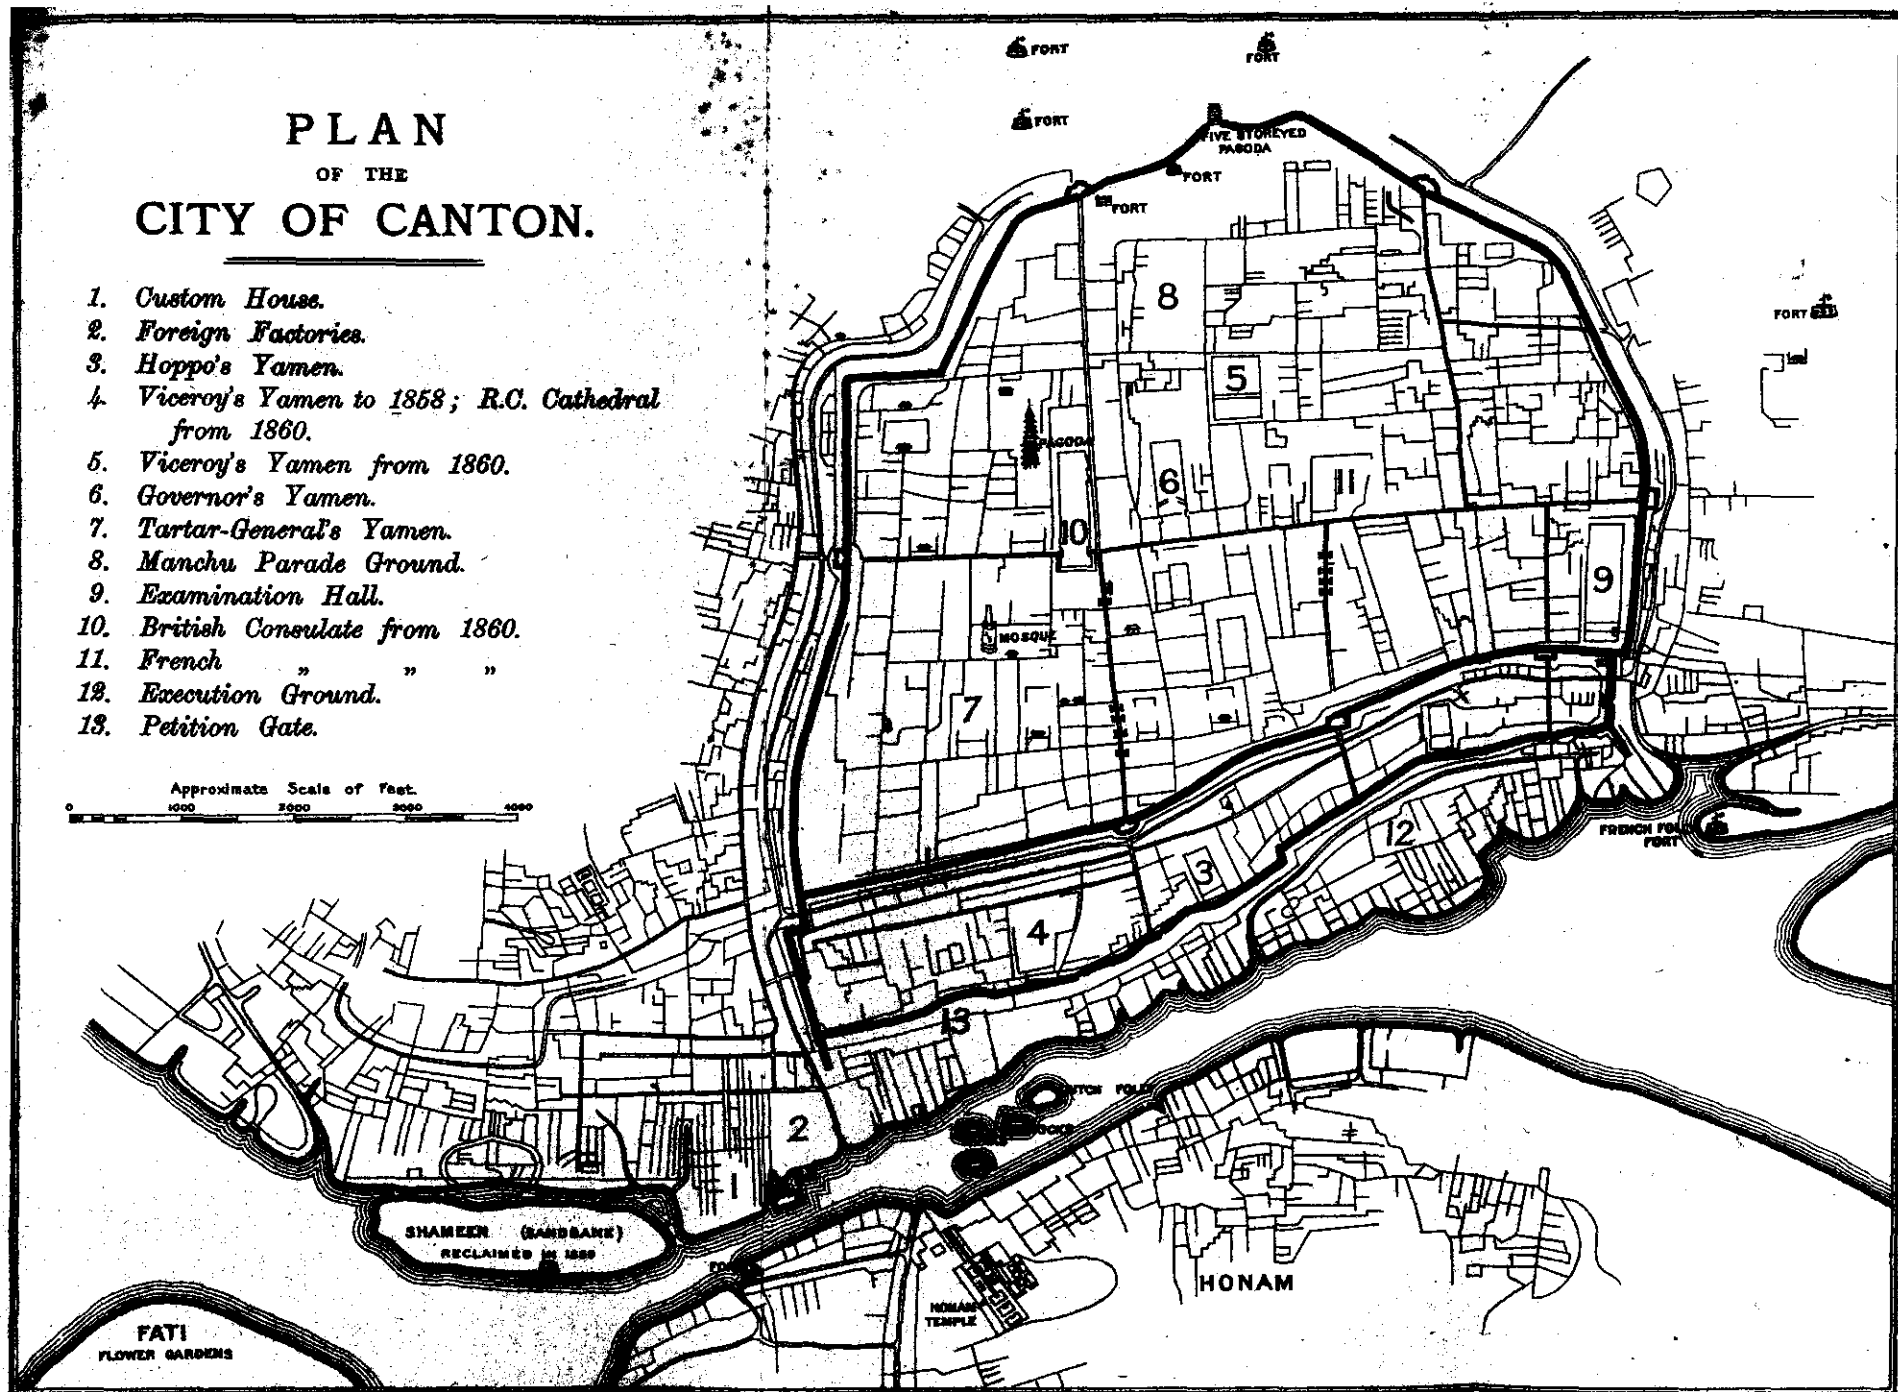 PLAN
OF THE
CITY OF CANTON.
1. Custom House.
2. Foreign Factories.
3. Hoppo's Yamen.
4. Viceroy's Yamen to 1858; R.C. Cathedral
from 1860.
5. Viceroy's Yamen from 1860.
6. Governor's Yamen.
7. Tartar-General's Yamen.
8. Manchu Parade Ground.
9. Examination Hall.
10. British Consulate from 1860.
11. French „ „ „
12. Execution Ground.
13. Petition Gate.
Approximate Scale of Feet.
0 1000 2000 3000 4000
FORT
FORT
FORT
FIVE STOREYED
PAGODA
FORT
FORT
FORT
8
5
PAGODA
6
11
10
9
MOSQUE
7
12
FRENCH FOLLY
FORT
3
4
13
2
1
SHAMEEN (SANDBANK)
RECLAIMED IN
HONAM
HONAM
TEMPLE
FATI
FLOWER GARDENS